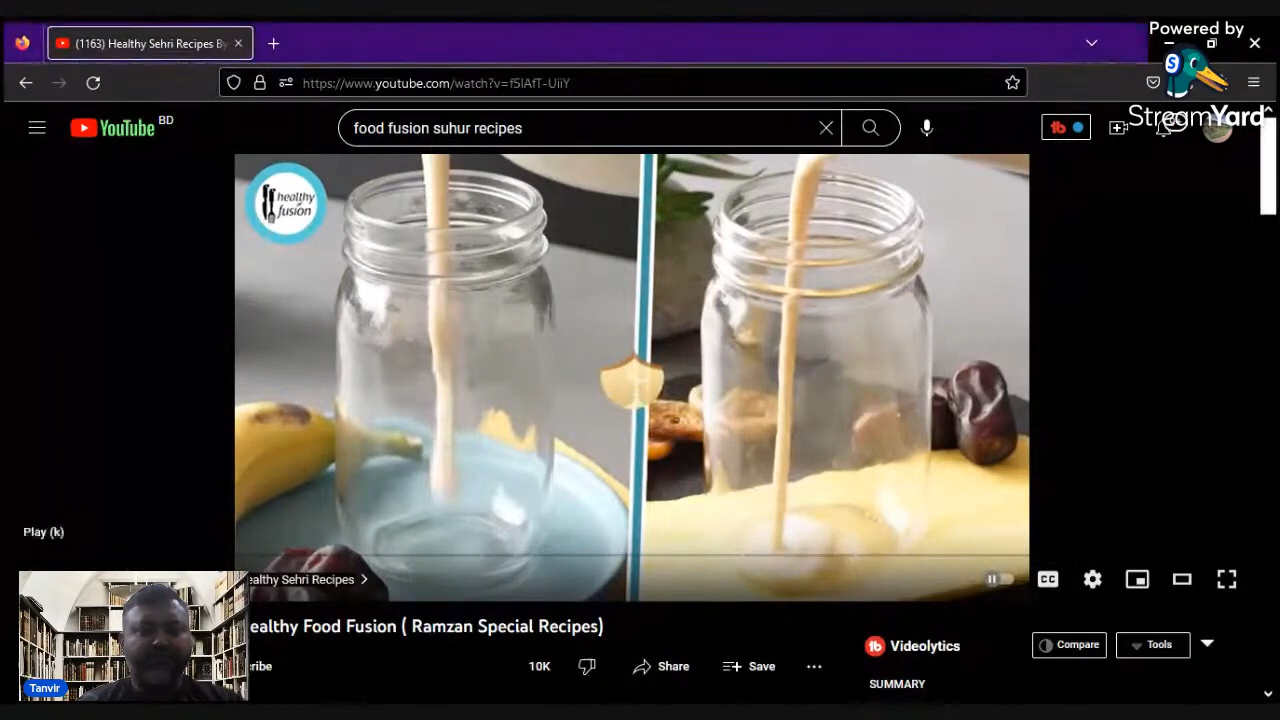 Powered by
(1163) Healthy Sehri Recipes By
https://www.youtube.com/watch?v=f5IAfT-UiiY
StreamYard
YouTube BD
food fusion suhur recipes
healthy
fusion
Play (k)
ealthy Sehri Recipes
CC
ealthy Food Fusion ( Ramzan Special Recipes)
Videolytics
Compare
Tools
ribe
10K
Share
Save
SUMMARY
Tanvir